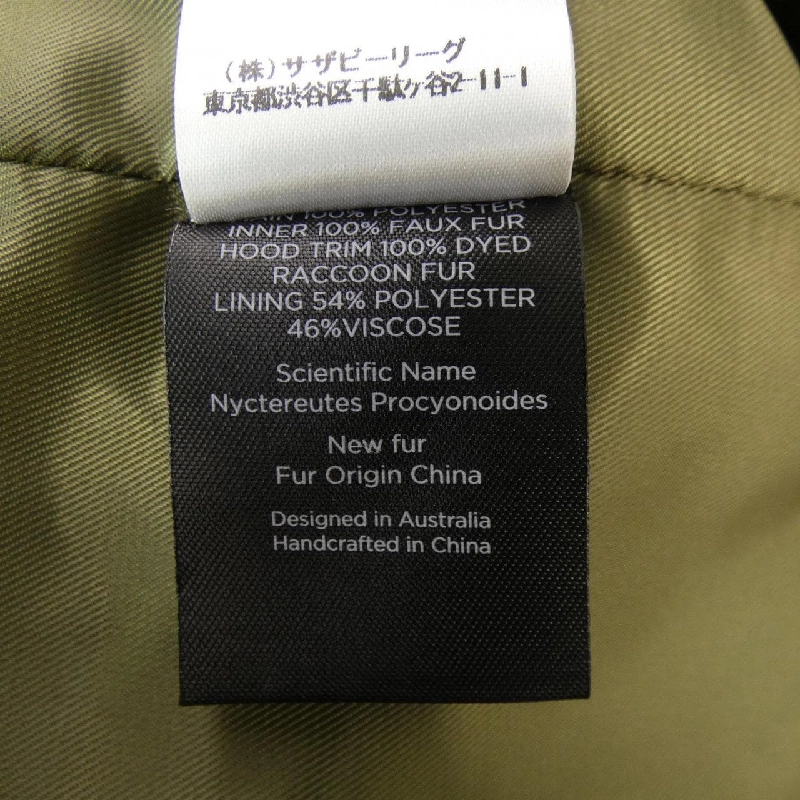 (株)サザビーリーグ
東京都渋谷区千駄ヶ谷2-11-1
100% POLYESTER
INNER 100% FAUX FUR
HOOD TRIM 100% DYED
RACCOON FUR
LINING 54% POLYESTER
46%VISCOSE
Scientific Name
Nyctereutes Procyonoides
New fur
Fur Origin China
Designed in Australia
Handcrafted in China